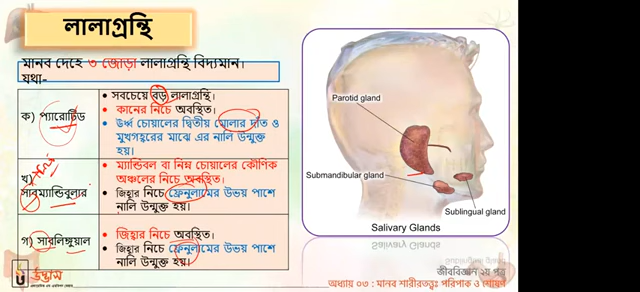 লালাগ্রন্থি
মানব দেহে ৩ জোড়া লালাগ্রন্থি বিদ্যমান।
যথা-
ক) প্যারোটিড
• সবচেয়ে বড় লালাগ্রন্থি।
• কানের নিচে অবস্থিত।
• উর্ধ্ব চোয়ালের দ্বিতীয় মোলার দাঁত ও
মুখগহ্বরের মাঝে এর নালি উন্মুক্ত
হয়।
খ)
সাবম্যান্ডিবুলার
• ম্যান্ডিবল বা নিম্ন চোয়ালের কৌণিক
অঞ্চলের নিচে অবস্থিত।
• জিহ্বার নিচে ফ্রেনুলামের উভয় পাশে
নালি উন্মুক্ত হয়।
গ) সাবলিঙ্গুয়াল
• জিহ্বার নিচে অবস্থিত।
• জিহ্বার নিচে ফ্রেনুলামের উভয় পাশে
নালি উন্মুক্ত হয়।
Parotid gland
Submandibular gland
Sublingual gland
Salivary Glands
উদ্ভাস
জীববিজ্ঞান ২য় পত্র
অধ্যায় ০৩ : মানব শারীরতত্ত্বঃ পরিপাক ও শোষণ